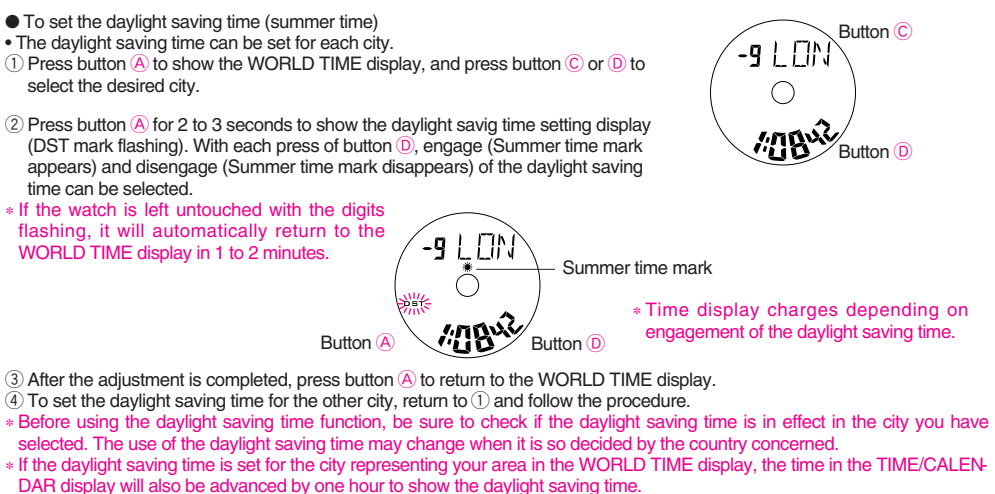 ● To set the daylight saving time (summer time)
• The daylight saving time can be set for each city.
① Press button Ⓐ to show the WORLD TIME display, and press button Ⓒ or Ⓓ to
select the desired city.
Button Ⓒ
-9 LON
1:0842
Button Ⓓ
② Press button Ⓐ for 2 to 3 seconds to show the daylight savig time setting display
(DST mark flashing). With each press of button Ⓓ, engage (Summer time mark
appears) and disengage (Summer time mark disappears) of the daylight saving
time can be selected.
* If the watch is left untouched with the digits
flashing, it will automatically return to the
WORLD TIME display in 1 to 2 minutes.
-9 LON
Summer time mark
DST
1:0842
Button Ⓐ
Button Ⓓ
* Time display charges depending on
engagement of the daylight saving time.
③ After the adjustment is completed, press button Ⓐ to return to the WORLD TIME display.
④ To set the daylight saving time for the other city, return to ① and follow the procedure.
* Before using the daylight saving time function, be sure to check if the daylight saving time is in effect in the city you have
selected. The use of the daylight saving time may change when it is so decided by the country concerned.
* If the daylight saving time is set for the city representing your area in the WORLD TIME display, the time in the TIME/CALEN-
DAR display will also be advanced by one hour to show the daylight saving time.